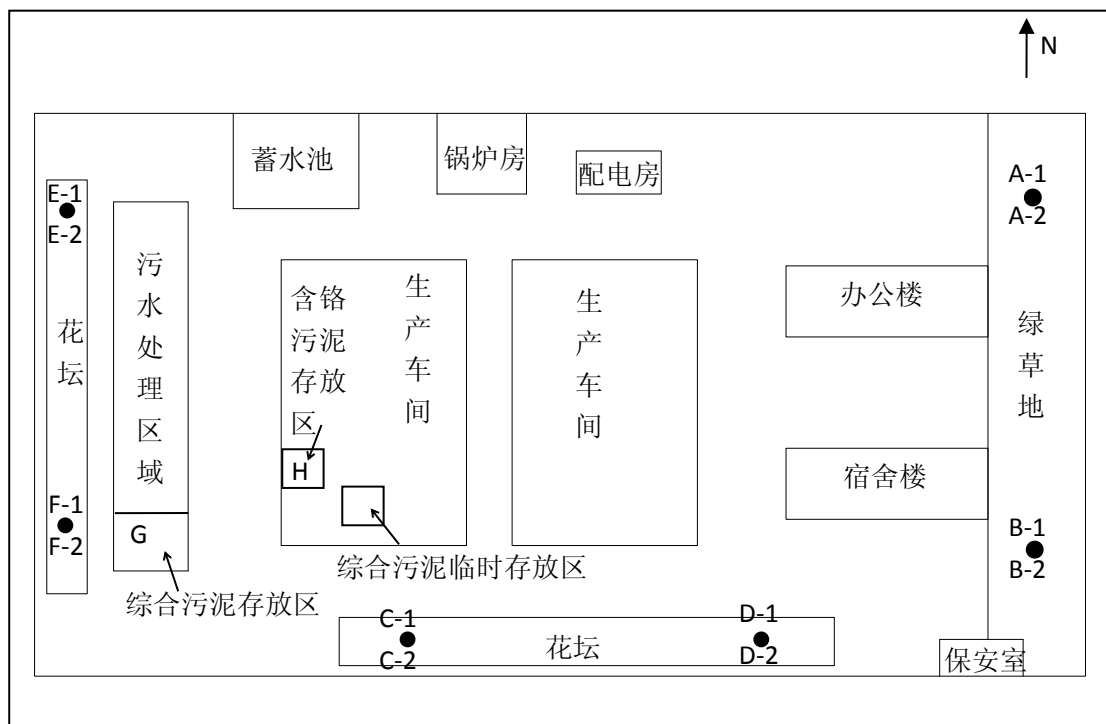 N
蓄水池
锅炉房
配电房
A-1
A-2
E-1
E-2
花坛
污水处理区域
含铬
污泥
存放
区
生产车间
生产车间
办公楼
绿草地
宿舍楼
H
F-1
F-2
G
综合污泥临时存放区
综合污泥存放区
B-1
B-2
C-1
C-2
花坛
D-1
D-2
保安室